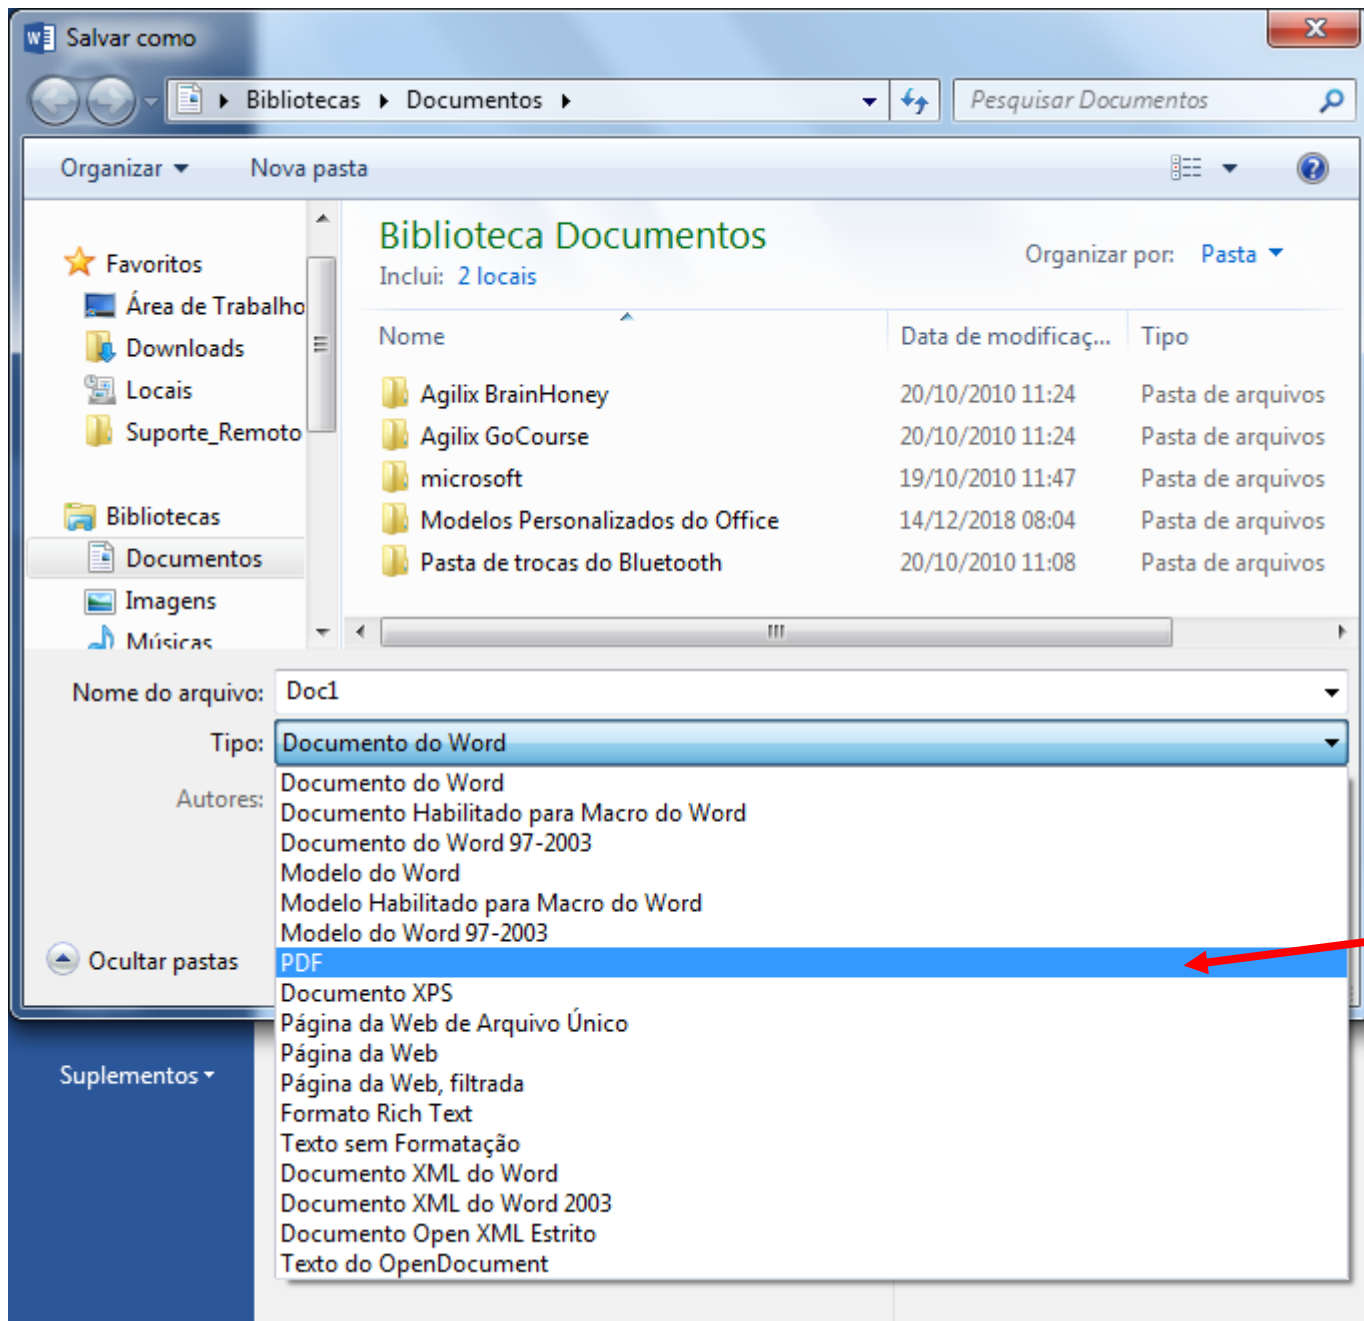 Salvar como
Bibliotecas Documentos
Pesquisar Documentos
Organizar Nova pasta
Favoritos
Área de Trabalho
Downloads
Locais
Suporte_Remoto
Bibliotecas
Documentos
Imagens
Músicas
Biblioteca Documentos
Inclui: 2 locais
Organizar por: Pasta
Nome Data de modificaç... Tipo
Agilix BrainHoney 20/10/2010 11:24 Pasta de arquivos
Agilix GoCourse 20/10/2010 11:24 Pasta de arquivos
microsoft 19/10/2010 11:47 Pasta de arquivos
Modelos Personalizados do Office 14/12/2018 08:04 Pasta de arquivos
Pasta de trocas do Bluetooth 20/10/2010 11:08 Pasta de arquivos
Nome do arquivo: Doc1
Tipo: Documento do Word
Autores:
Documento do Word
Documento Habilitado para Macro do Word
Documento do Word 97-2003
Modelo do Word
Modelo Habilitado para Macro do Word
Modelo do Word 97-2003
PDF
Documento XPS
Página da Web de Arquivo Único
Página da Web
Página da Web, filtrada
Formato Rich Text
Texto sem Formatação
Documento XML do Word
Documento XML do Word 2003
Documento Open XML Estrito
Texto do OpenDocument
Ocultar pastas
Suplementos